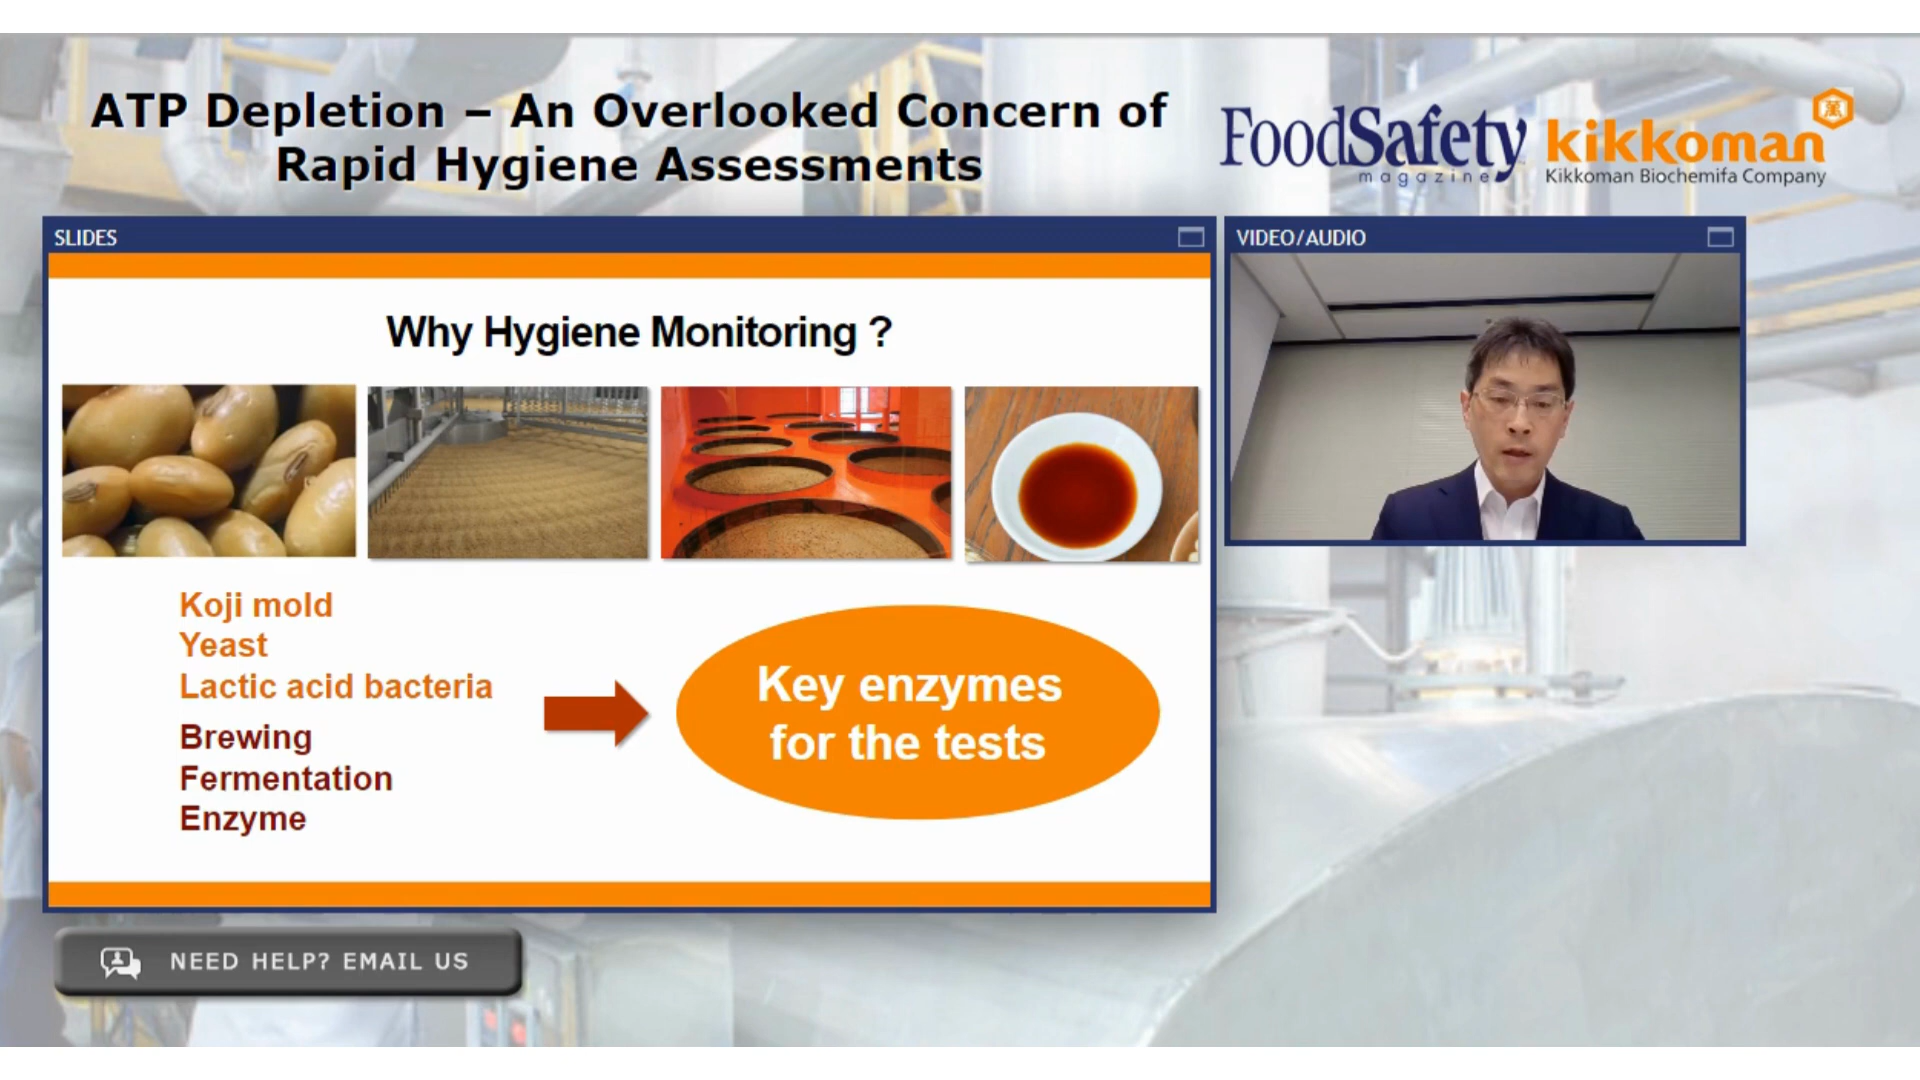 ATP Depletion – An Overlooked Concern of
Rapid Hygiene Assessments
FoodSafety
magazine
kikkoman
萬
Kikkoman Biochemifa Company
SLIDES
VIDEO/AUDIO
Why Hygiene Monitoring ?
Koji mold
Yeast
Lactic acid bacteria
Brewing
Fermentation
Enzyme
Key enzymes
for the tests
NEED HELP? EMAIL US